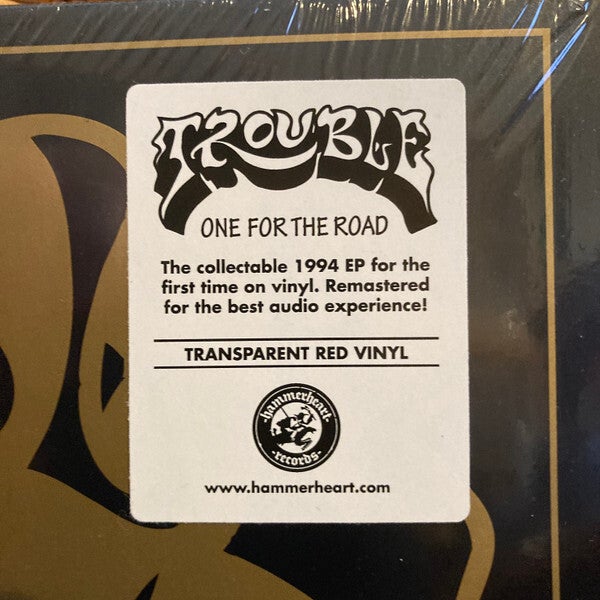 TROUBLE
ONE FOR THE ROAD
The collectable 1994 EP for the
first time on vinyl. Remastered
for the best audio experience!
TRANSPARENT RED VINYL
hammerheart
records
www.hammerheart.com